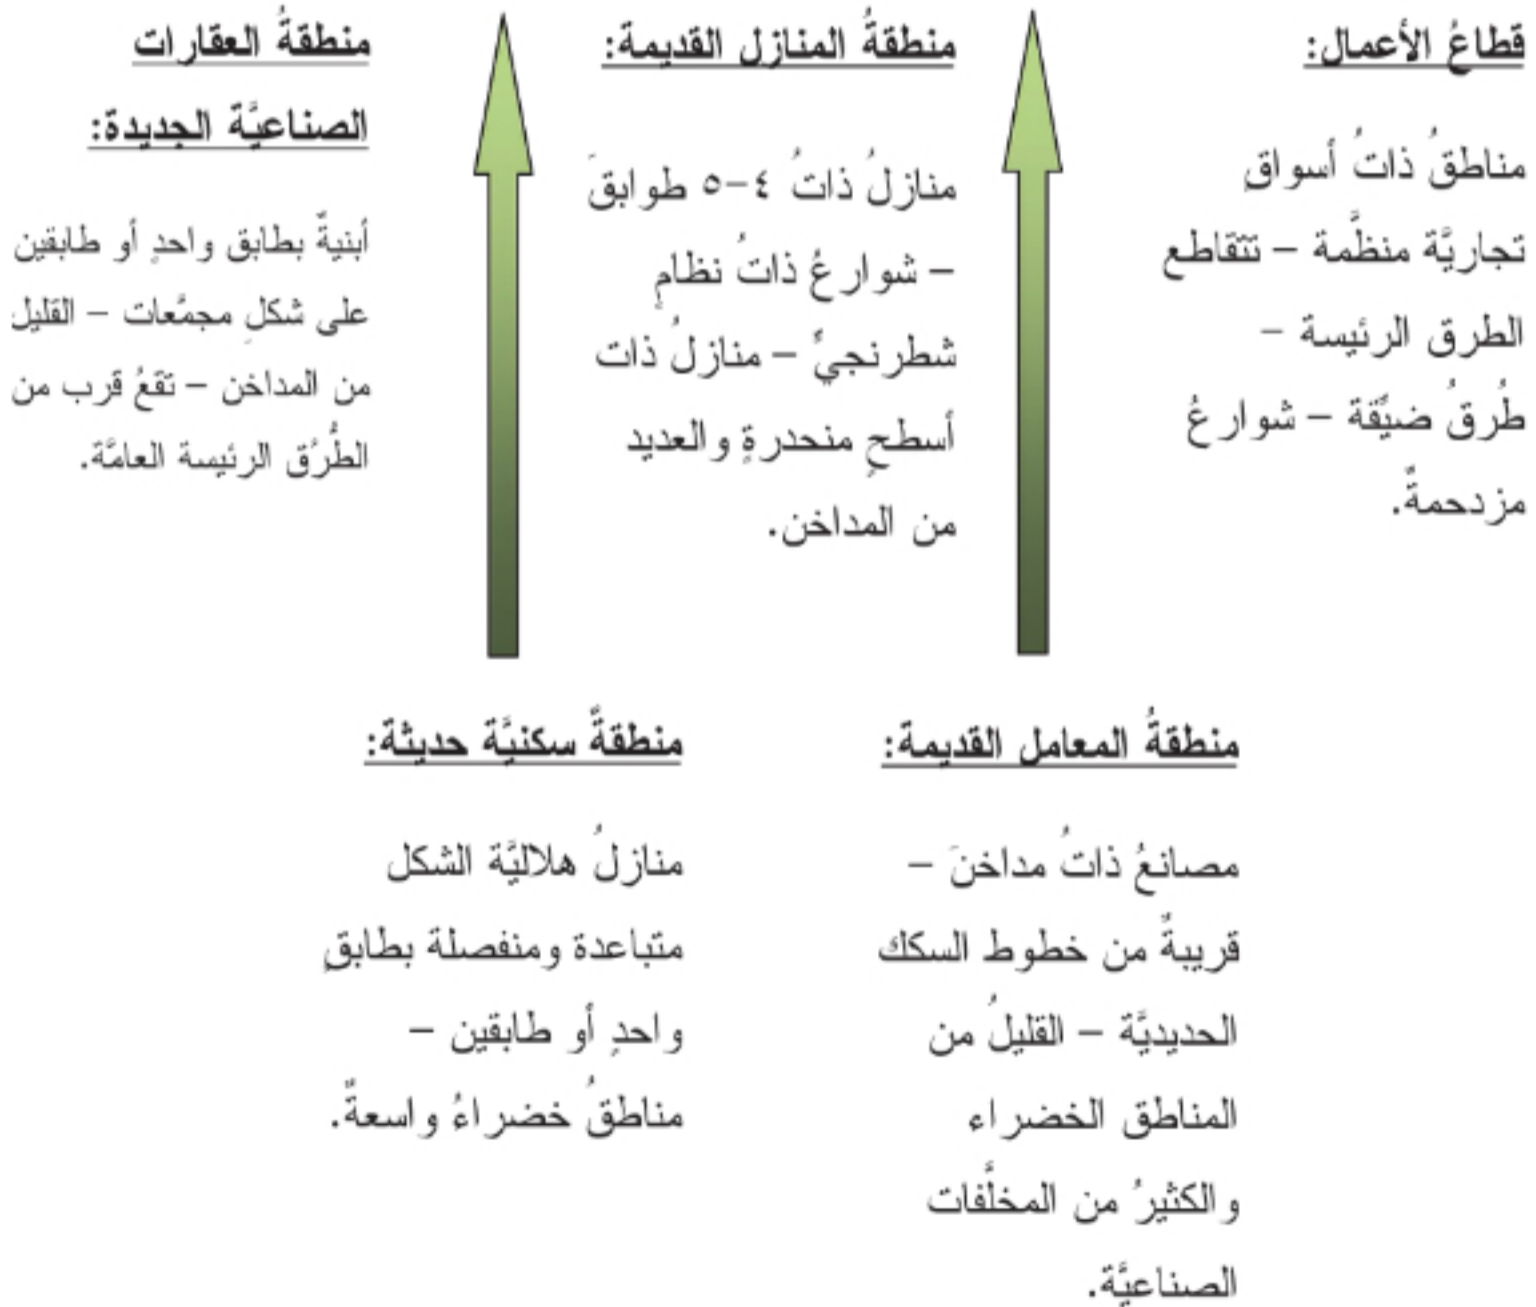 قطاعُ الأعمال:
مناطقُ ذاتُ أسواقٍ
تجاريَّة منظَّمة – تتقاطع
الطرق الرئيسة –
طُرقُ ضيِّقة – شوارعُ
مزدحمةٌ.
منطقةُ المنازل القديمة:
منازلُ ذاتُ ٤–٥ طوابقَ
– شوارعُ ذاتُ نظامٍ
شطرنجيٍّ – منازلُ ذات
أسطحٍ منحدرةٍ والعديد
من المداخن.
منطقةُ العقارات
الصناعيَّة الجديدة:
أبنيةٌ بطابق واحدٍ أو طابقين
على شكلِ مجمَّعات – القليل
من المداخن – تقعُ قرب من
الطُّرُق الرئيسة العامَّة.
منطقةُ المعامل القديمة:
مصانعُ ذاتُ مداخنَ –
قريبةٌ من خطوط السكك
الحديديَّة – القليلُ من
المناطق الخضراء
والكثيرُ من المخلَّفات
الصناعيَّة.
منطقةٌ سكنيَّة حديثة:
منازلُ هلاليَّة الشكل
متباعدة ومنفصلة بطابقٍ
واحدٍ أو طابقين –
مناطقُ خضراءُ واسعةٌ.